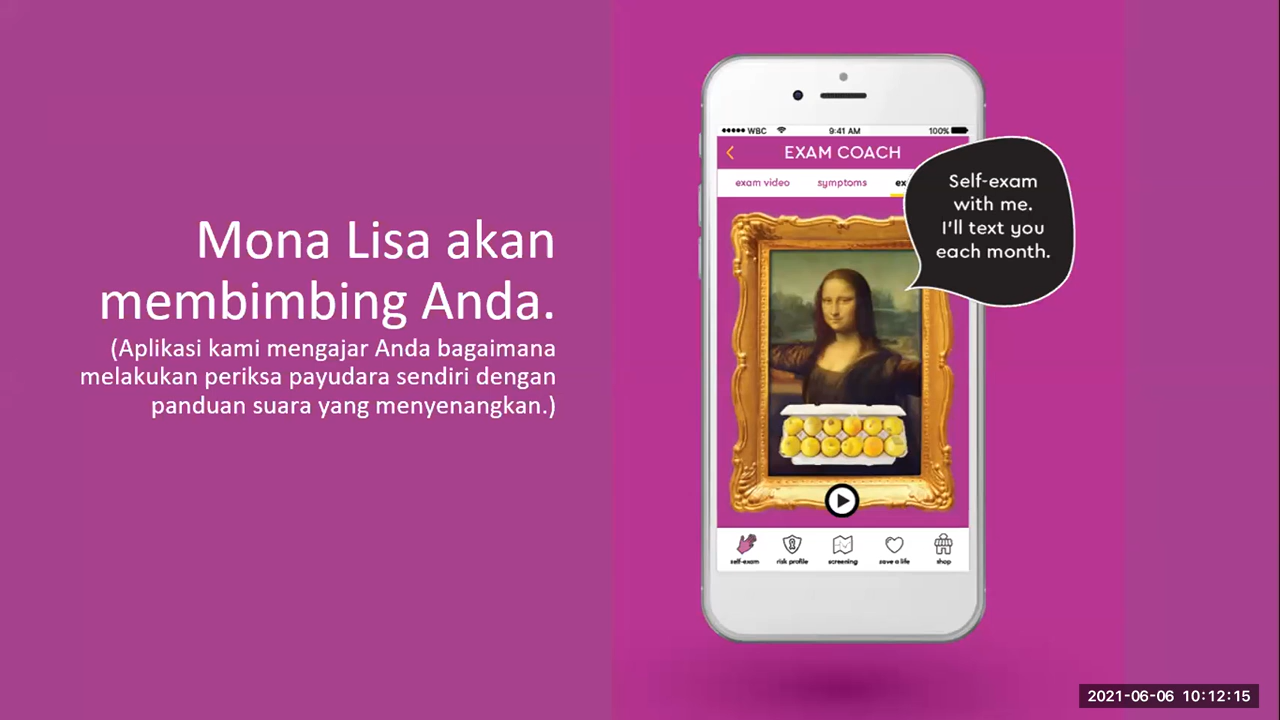 Mona Lisa akan
membimbing Anda.
(Aplikasi kami mengajar Anda bagaimana
melakukan periksa payudara sendiri dengan
panduan suara yang menyenangkan.)
WBC 9:41 AM 100%
EXAM COACH
exam video symptoms ex
Self-exam
with me.
I'll text you
each month.
self-exam risk profile screening save a life shop
2021-06-06 10:12:15